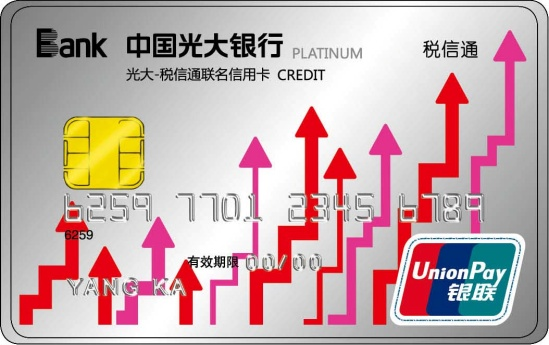 Bank 中国光大银行 PLATINUM 税信通
光大-税信通联名信用卡 CREDIT
6259 7701 2345 6789
6259
有效期限 00/00
YANG KA
UnionPay
银联